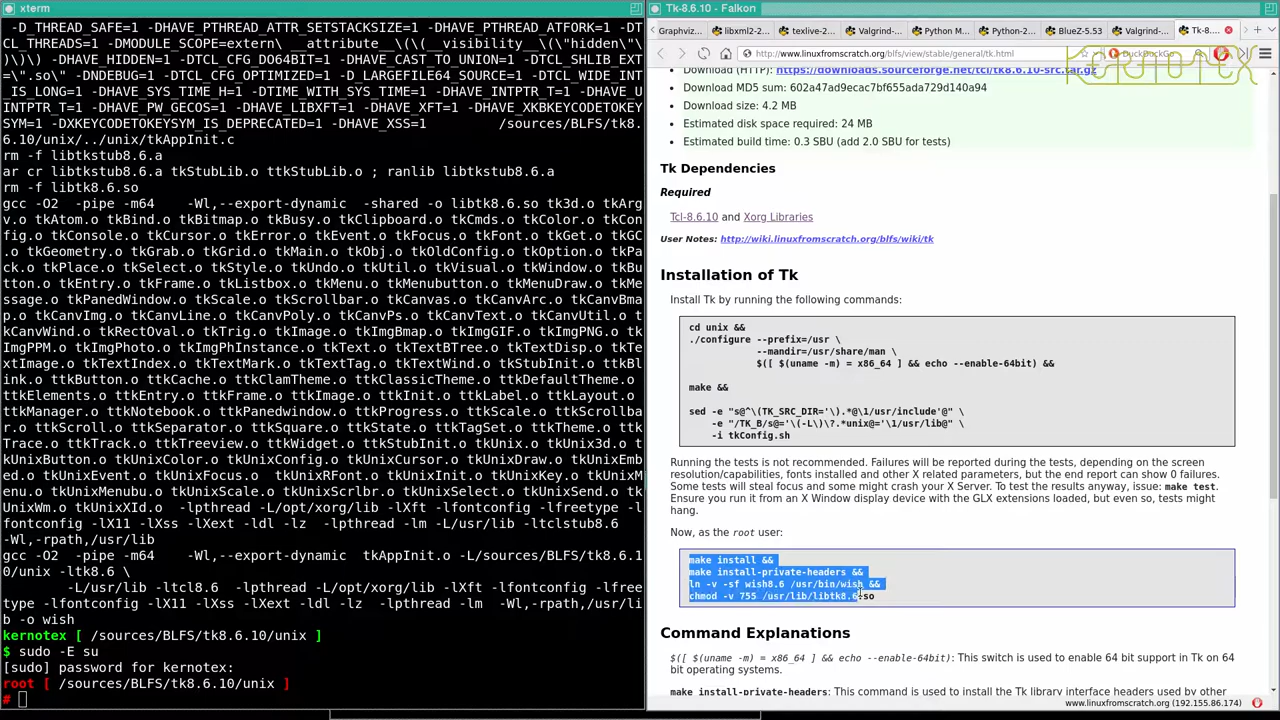 xterm
-D_THREAD_SAFE=1 -DHAVE_PTHREAD_ATTR_SETSTACKSIZE=1 -DHAVE_PTHREAD_ATFORK=1 -DT
CL_THREADS=1 -DMODULE_SCOPE=extern\ __attribute__\(\(__visibility__\(\"hidden\"\
)\)\) -DHAVE_HIDDEN=1 -DTCL_CFG_DO64BIT=1 -DHAVE_CAST_TO_UNION=1 -DTCL_SHLIB_EXT
=\".so\" -DNDEBUG=1 -DTCL_CFG_OPTIMIZED=1 -D_LARGEFILE64_SOURCE=1 -DTCL_WIDE_INT
_IS_LONG=1 -DHAVE_SYS_TIME_H=1 -DTIME_WITH_SYS_TIME=1 -DHAVE_INTPTR_T=1 -DHAVE_U
INTPTR_T=1 -DHAVE_PW_GECOS=1 -DHAVE_LIBXFT=1 -DHAVE_XFT=1 -DHAVE_XKBKEYCODETOKEY
SYM=1 -DXKEYCODETOKEYSYM_IS_DEPRECATED=1 -DHAVE_XSS=1 /sources/BLFS/tk8.
6.10/unix/../unix/tkAppInit.c
rm -f libtkstub8.6.a
ar cr libtkstub8.6.a tkStubLib.o ttkStubLib.o ; ranlib libtkstub8.6.a
rm -f libtk8.6.so
gcc -O2 -pipe -m64 -Wl,--export-dynamic -shared -o libtk8.6.so tk3d.o tkArg
v.o tkAtom.o tkBind.o tkBitmap.o tkBusy.o tkClipboard.o tkCmds.o tkColor.o tkCon
fig.o tkConsole.o tkCursor.o tkError.o tkEvent.o tkFocus.o tkFont.o tkGet.o tkGC
.o tkGeometry.o tkGrab.o tkGrid.o tkMain.o tkObj.o tkOldConfig.o tkOption.o tkPa
ck.o tkPlace.o tkSelect.o tkStyle.o tkUndo.o tkUtil.o tkVisual.o tkWindow.o tkBu
tton.o tkEntry.o tkFrame.o tkListbox.o tkMenu.o tkMenubutton.o tkMenuDraw.o tkMe
ssage.o tkPanedWindow.o tkScale.o tkScrollbar.o tkCanvas.o tkCanvArc.o tkCanvBma
p.o tkCanvImg.o tkCanvLine.o tkCanvPoly.o tkCanvPs.o tkCanvText.o tkCanvUtil.o t
kCanvWind.o tkRectOval.o tkTrig.o tkImage.o tkImgBmap.o tkImgGIF.o tkImgPNG.o tk
ImgPPM.o tkImgPhoto.o tkImgPhInstance.o tkText.o tkTextBTree.o tkTextDisp.o tkTe
xtImage.o tkTextIndex.o tkTextMark.o tkTextTag.o tkTextWind.o tkStubInit.o ttkBl
ink.o ttkButton.o ttkCache.o ttkClamTheme.o ttkClassicTheme.o ttkDefaultTheme.o
ttkElements.o ttkEntry.o ttkFrame.o ttkImage.o ttkInit.o ttkLabel.o ttkLayout.o
ttkManager.o ttkNotebook.o ttkPanedwindow.o ttkProgress.o ttkScale.o ttkScrollba
r.o ttkScroll.o ttkSeparator.o ttkSquare.o ttkState.o ttkTagSet.o ttkTheme.o ttk
Trace.o ttkTrack.o ttkTreeview.o ttkWidget.o ttkStubInit.o tkUnix.o tkUnix3d.o t
kUnixButton.o tkUnixColor.o tkUnixConfig.o tkUnixCursor.o tkUnixDraw.o tkUnixEmb
ed.o tkUnixEvent.o tkUnixFocus.o tkUnixRFont.o tkUnixInit.o tkUnixKey.o tkUnixM
enu.o tkUnixMenubu.o tkUnixScale.o tkUnixScrlbr.o tkUnixSelect.o tkUnixSend.o tk
UnixWm.o tkUnixXId.o -lpthread -L/opt/xorg/lib -lXft -lfontconfig -lfreetype -l
fontconfig -lX11 -lXss -lXext -ldl -lz -lpthread -lm -L/usr/lib -ltclstub8.6
-Wl,-rpath,/usr/lib
gcc -O2 -pipe -m64 -Wl,--export-dynamic tkAppInit.o -L/sources/BLFS/tk8.6.1
0/unix -ltk8.6 \
-L/usr/lib -ltcl8.6 -lpthread -L/opt/xorg/lib -lXft -lfontconfig -lfree
type -lfontconfig -lX11 -lXss -lXext -ldl -lz -lpthread -lm -Wl,-rpath,/usr/li
b -o wish
kernotex [ /sources/BLFS/tk8.6.10/unix ]
$ sudo -E su
[sudo] password for kernotex:
root [ /sources/BLFS/tk8.6.10/unix ]
#
Tk-8.6.10 - Falkon
Graphviz... libxml2-... texlive-2... Valgrind-... Python M... Python-2... BlueZ-5.53 Valgrind-... Tk-8....
http://www.linuxfromscratch.org/blfs/view/stable/general/tk.html DuckDuckGo
KERNOTEX
Download (HTTP): https://downloads.sourceforge.net/tcl/tk8.6.10-src.tar.gz
Download MD5 sum: 602a47ad9ecac7bf655ada729d140a94
Download size: 4.2 MB
Estimated disk space required: 24 MB
Estimated build time: 0.3 SBU (add 2.0 SBU for tests)
Tk Dependencies
Required
Tcl-8.6.10 and Xorg Libraries
User Notes: http://wiki.linuxfromscratch.org/blfs/wiki/tk
Installation of Tk
Install Tk by running the following commands:
cd unix &&
./configure --prefix=/usr \
--mandir=/usr/share/man \
$([ $(uname -m) = x86_64 ] && echo --enable-64bit) &&
make &&
sed -e "s@^\(TK_SRC_DIR='\).*@\1/usr/include'@" \
-e "/TK_B/s@='\(-L\)\?.*unix@='\1/usr/lib@" \
-i tkConfig.sh
Running the tests is not recommended. Failures will be reported during the tests, depending on the screen
resolution/capabilities, fonts installed and other X related parameters, but the end report can show 0 failures.
Some tests will steal focus and some might crash your X Server. To test the results anyway, issue: make test.
Ensure you run it from an X Window display device with the GLX extensions loaded, but even so, tests might
hang.
Now, as the root user:
make install &&
make install-private-headers &&
ln -v -sf wish8.6 /usr/bin/wish &&
chmod -v 755 /usr/lib/libtk8.6.so
Command Explanations
$([ $(uname -m) = x86_64 ] && echo --enable-64bit): This switch is used to enable 64 bit support in Tk on 64
bit operating systems.
make install-private-headers: This command is used to install the Tk library interface headers used by other
www.linuxfromscratch.org (192.155.86.174)